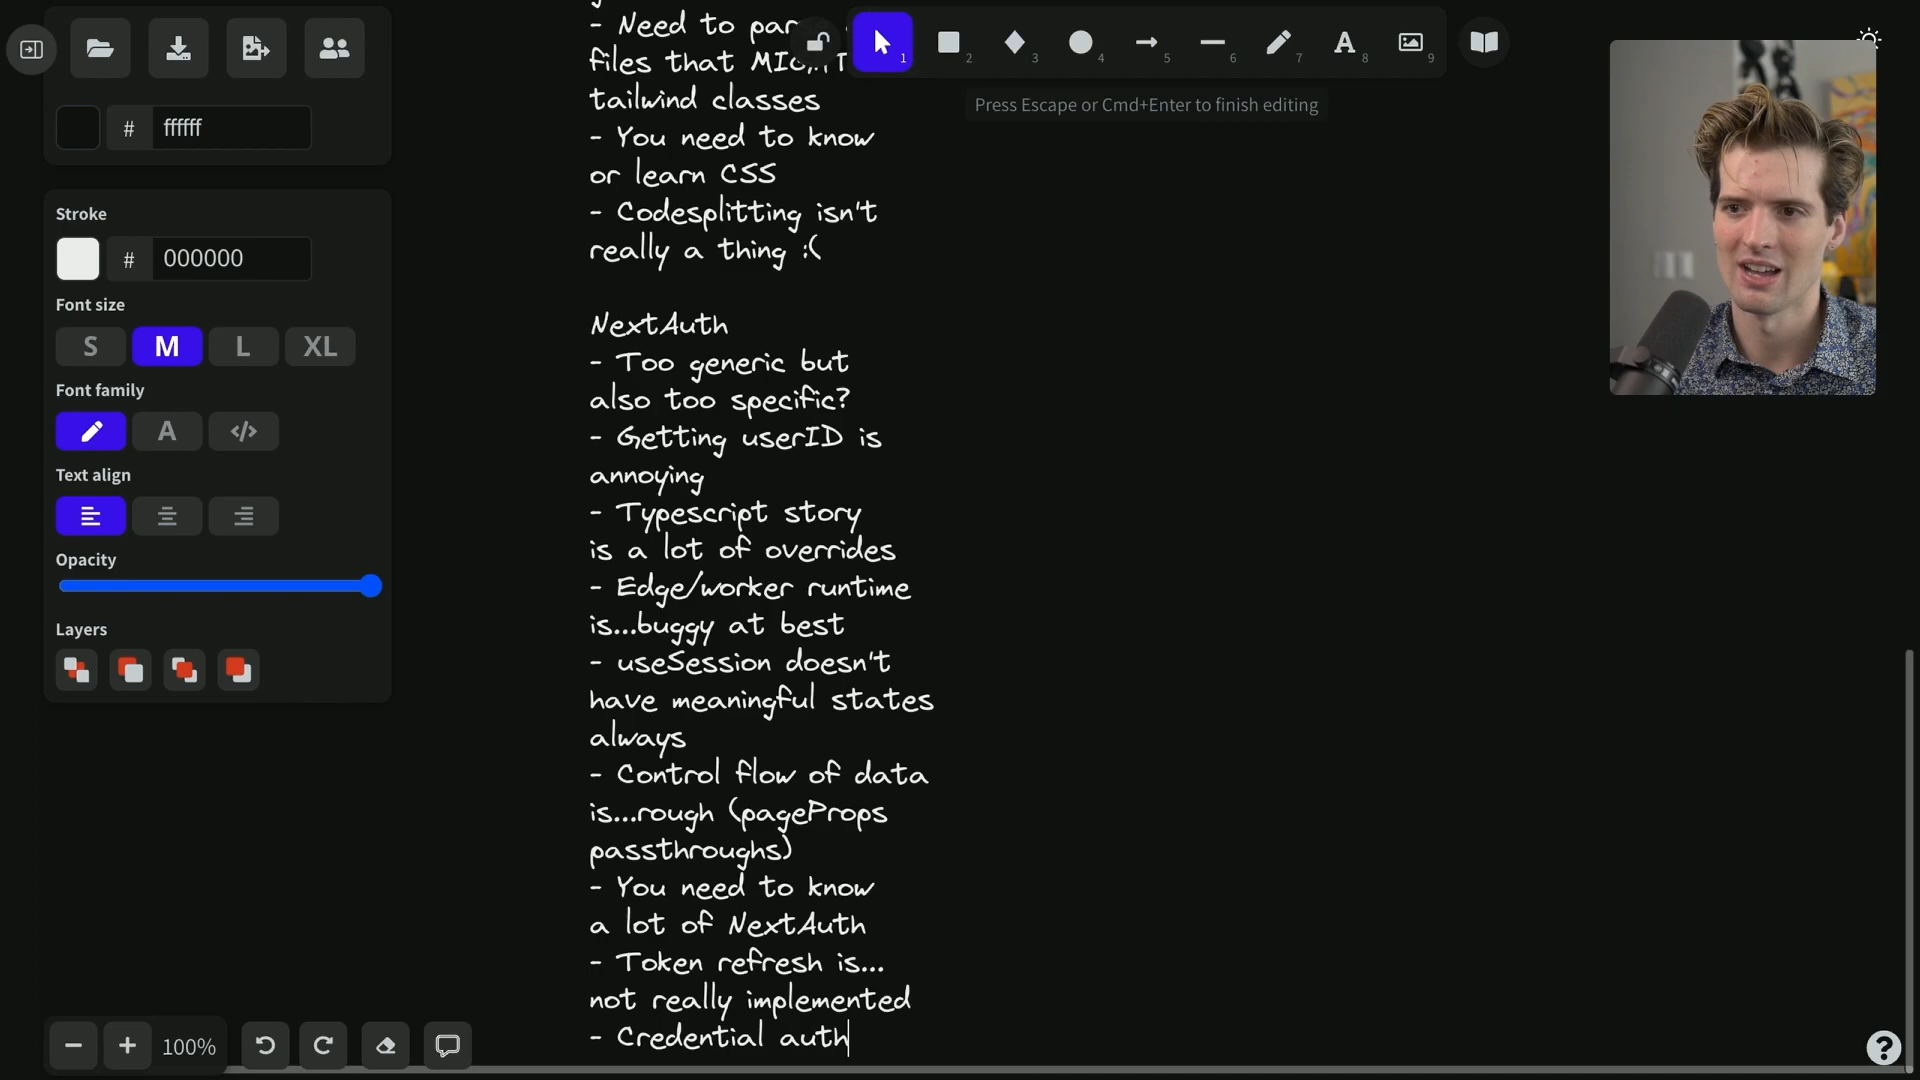 - Need to par
files that MIGHT
tailwind classes
- You need to know
or learn CSS
- Codesplitting isn't
really a thing :(
NextAuth
- Too generic but
also too specific?
- Getting userID is
annoying
- Typescript story
is a lot of overrides
- Edge/worker runtime
is...buggy at best
- useSession doesn't
have meaningful states
always
- Control flow of data
is...rough (pageProps
passthroughs)
- You need to know
a lot of NextAuth
- Token refresh is...
not really implemented
- Credential auth
1
2
3
4
5
6
7
A
8
9
Press Escape or Cmd+Enter to finish editing
# ffffff
Stroke
# 000000
Font size
S M L XL
Font family
A </>
Text align
Opacity
Layers
− + 100%
?